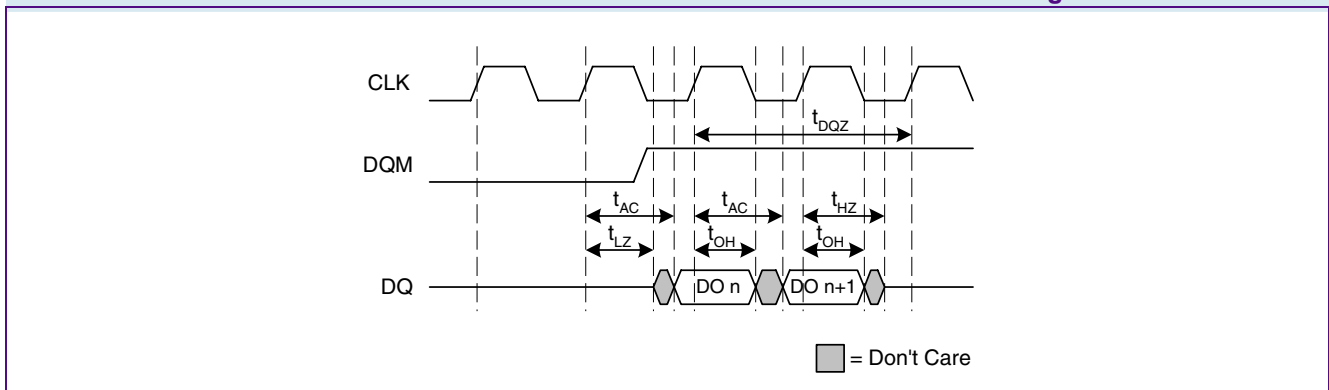 CLK
t_DQZ
DQM
t_AC t_AC t_HZ
t_LZ t_OH t_OH
DQ DO n DO n+1
= Don't Care